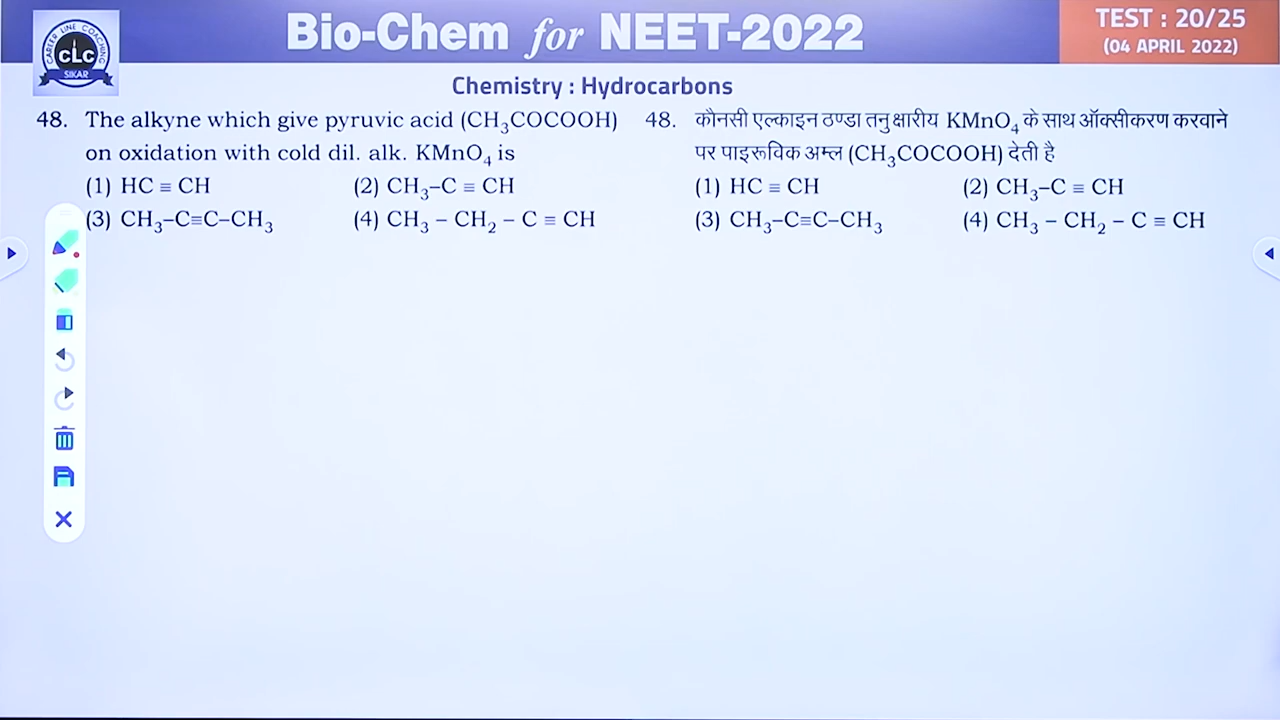 CAREER LINE COACHING
CLC
SIKAR
Bio-Chem for NEET-2022
TEST : 20/25
(04 APRIL 2022)
Chemistry : Hydrocarbons
48. The alkyne which give pyruvic acid (CH₃COCOOH)
on oxidation with cold dil. alk. KMnO₄ is
(1) HC ≡ CH (2) CH₃–C ≡ CH
(3) CH₃–C≡C–CH₃ (4) CH₃ – CH₂ – C ≡ CH
48. कौनसी एल्काइन ठण्डा तनु क्षारीय KMnO₄ के साथ ऑक्सीकरण करवाने
पर पाइरूविक अम्ल (CH₃COCOOH) देती है
(1) HC ≡ CH (2) CH₃–C ≡ CH
(3) CH₃–C≡C–CH₃ (4) CH₃ – CH₂ – C ≡ CH